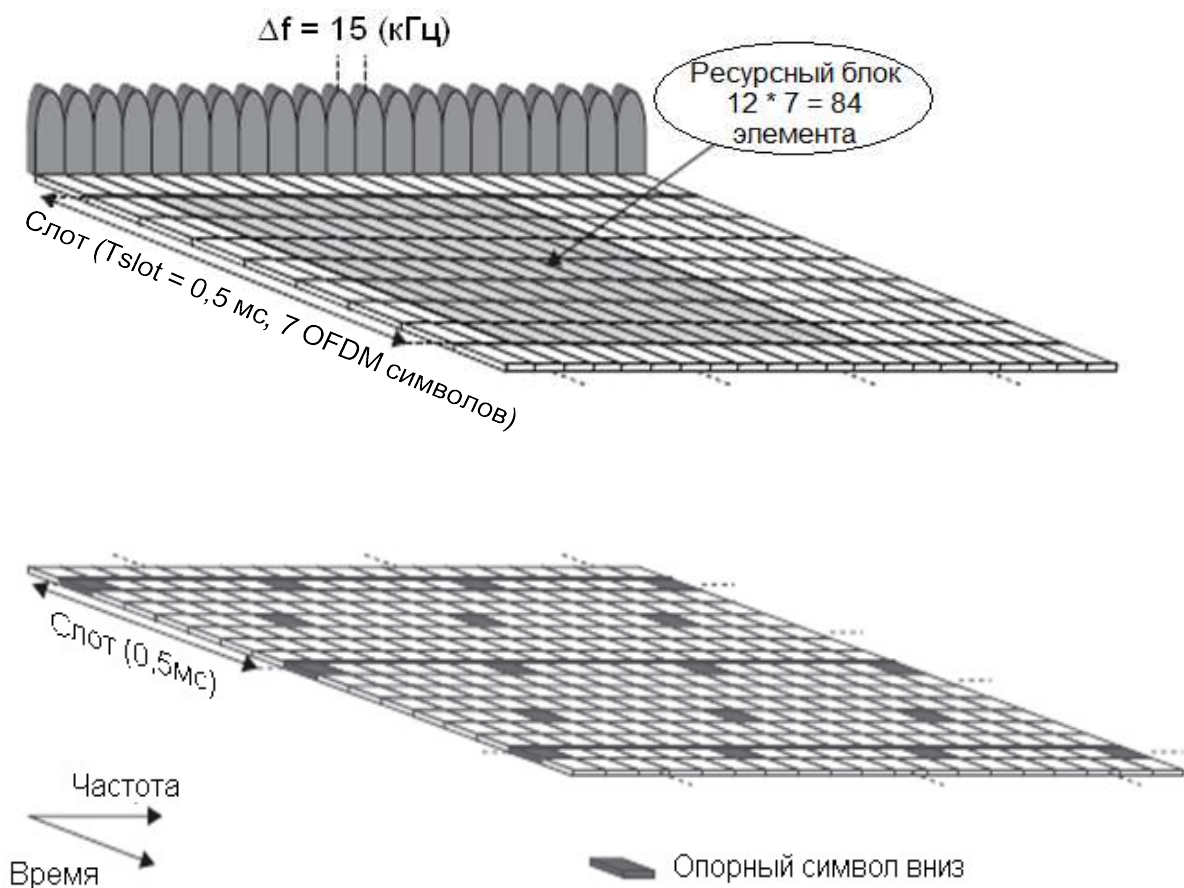 Δf = 15 (кГц)
Ресурсный блок
12 * 7 = 84
элемента
Слот (Tslot = 0,5 мс, 7 OFDM символов)
Слот (0,5мс)
Частота
Время
Опорный символ вниз